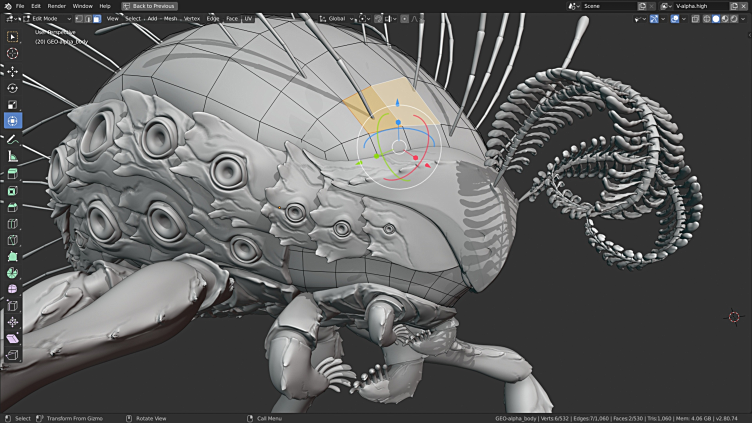 File Edit Render Window Help Back to Previous Scene V-alpha.high
Edit Mode View Select Add Mesh Vertex Edge Face UV Global
User Perspective
(20) GEO-alpha_body
Select Transform From Gizmo Rotate View Call Menu GEO-alpha_body | Verts:6/532 | Edges:7/1,060 | Faces:2/530 | Tris:1,060 | Mem: 4.06 GB | v2.80.74